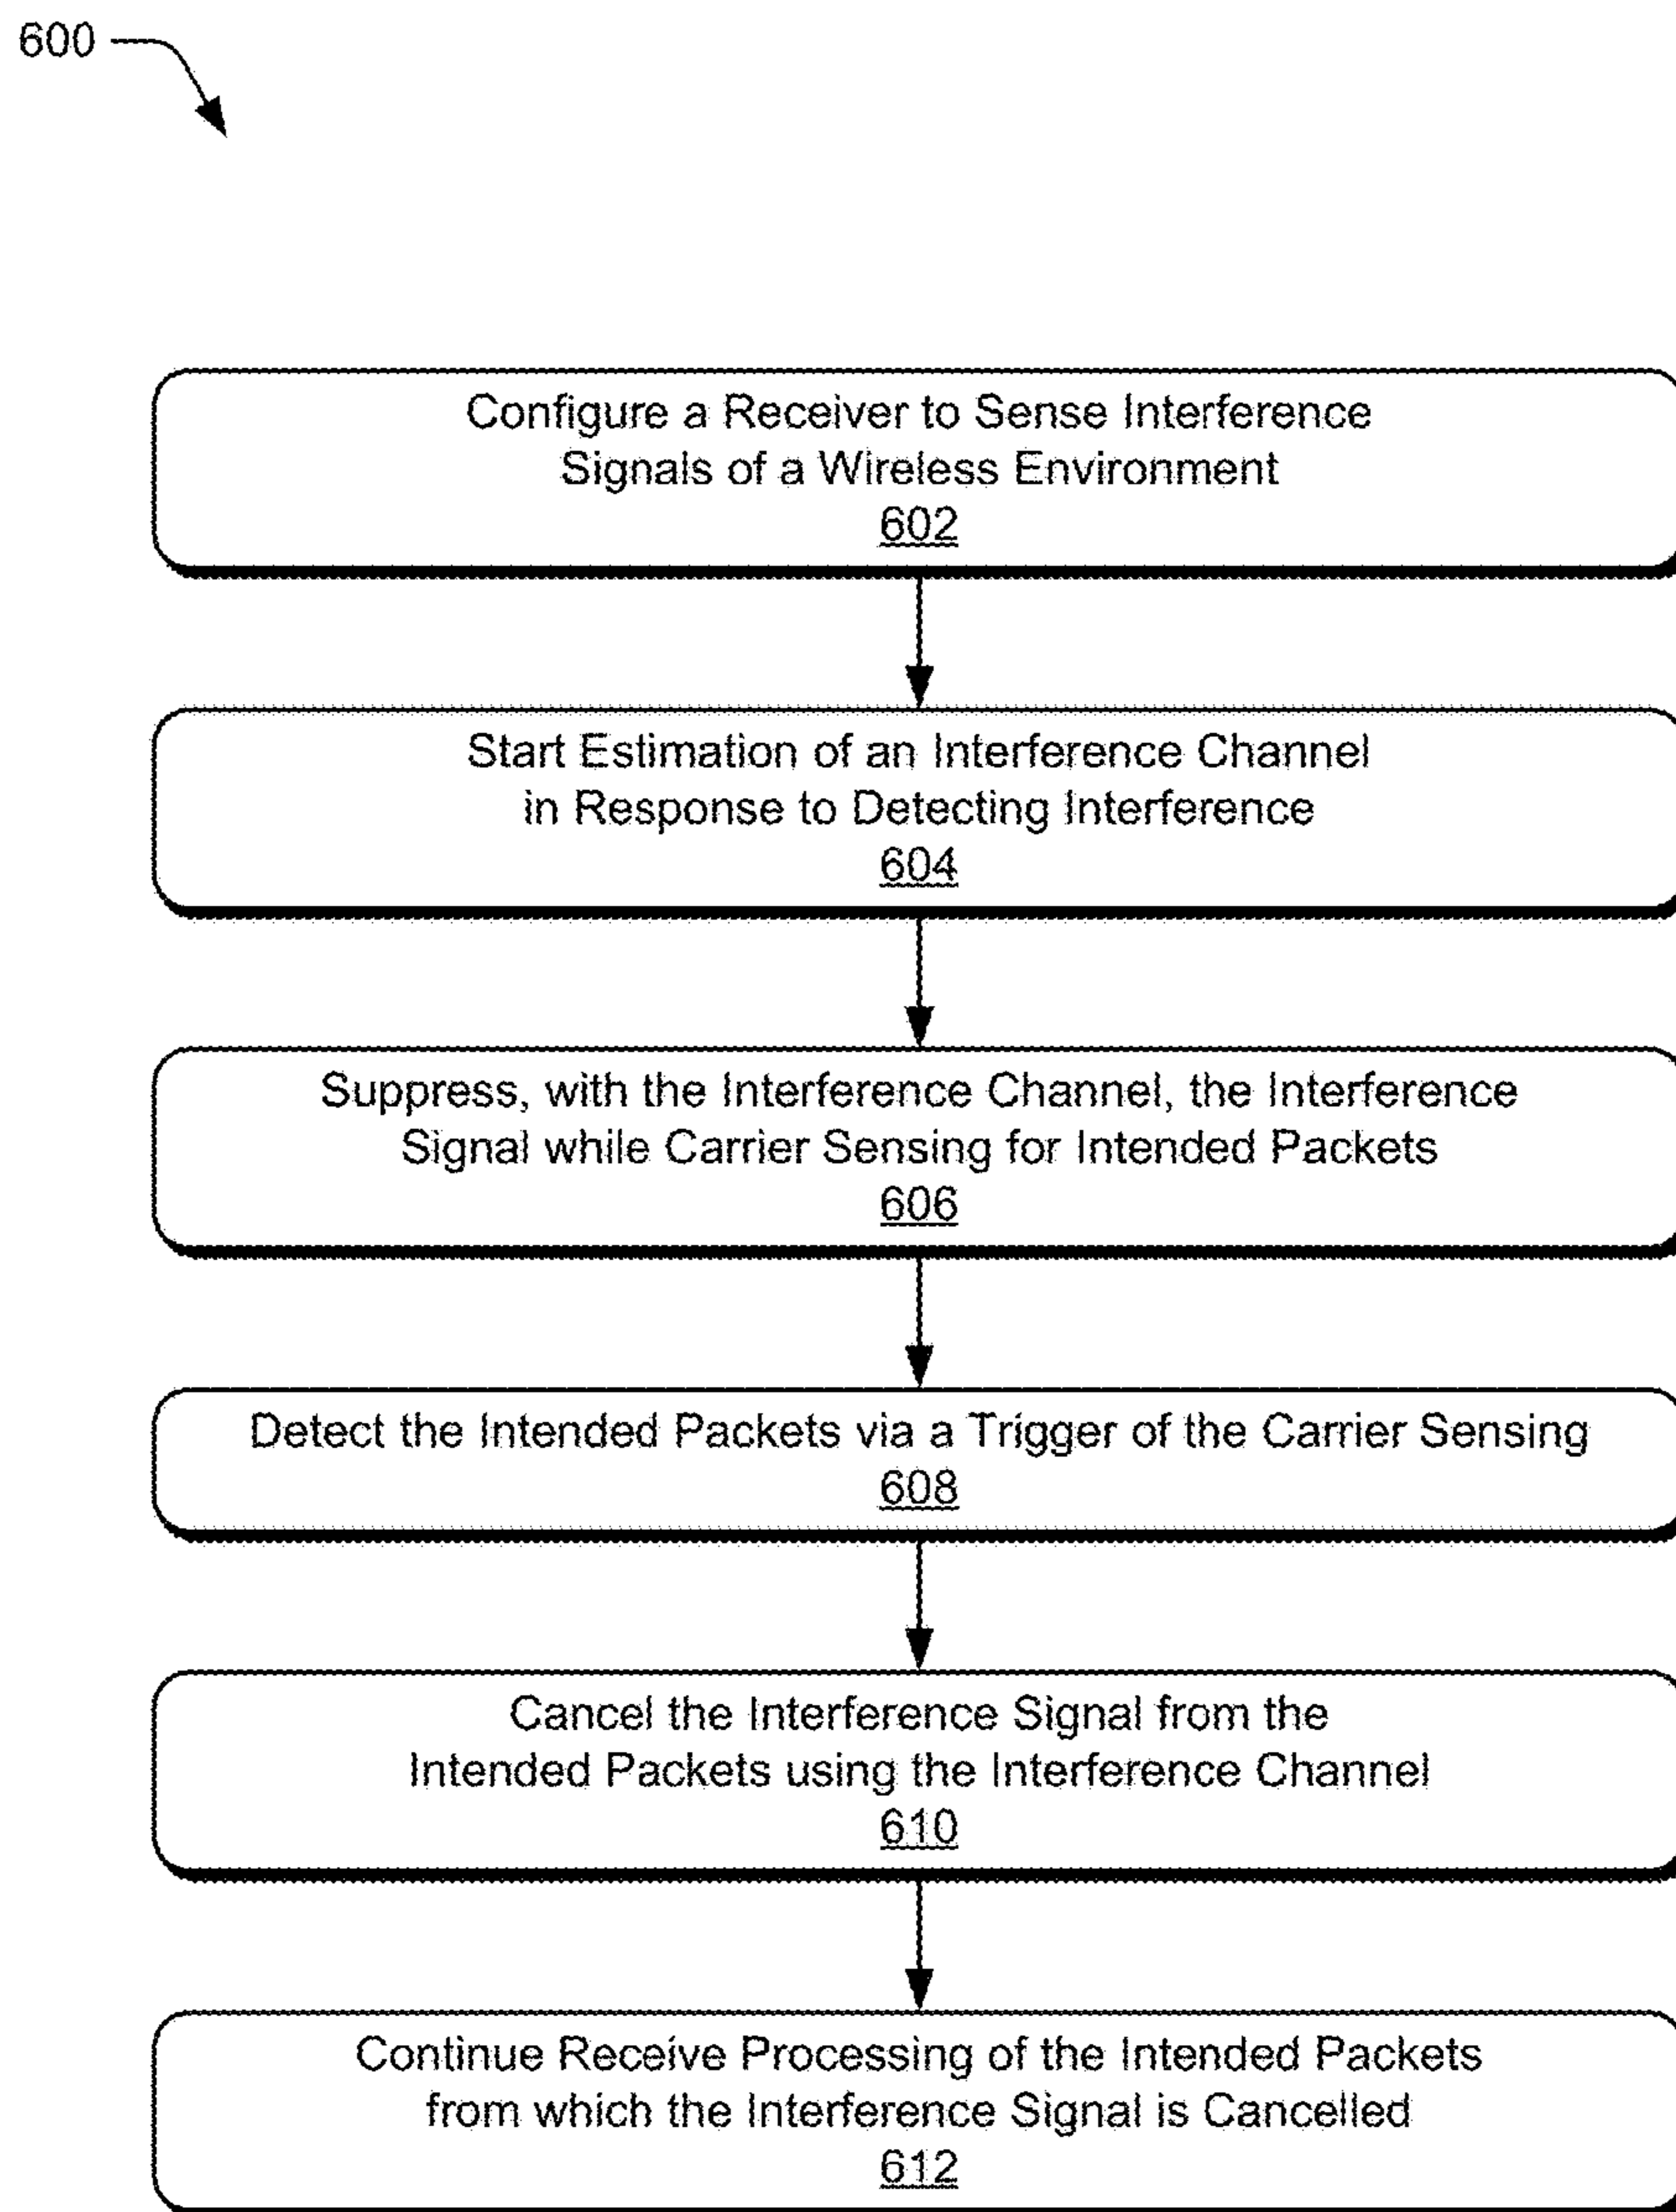 600
Configure a Receiver to Sense Interference
Signals of a Wireless Environment
602
Start Estimation of an Interference Channel
in Response to Detecting Interference
604
Suppress, with the Interference Channel, the Interference
Signal while Carrier Sensing for Intended Packets
606
Detect the Intended Packets via a Trigger of the Carrier Sensing
608
Cancel the Interference Signal from the
Intended Packets using the Interference Channel
610
Continue Receive Processing of the Intended Packets
from which the Interference Signal is Cancelled
612